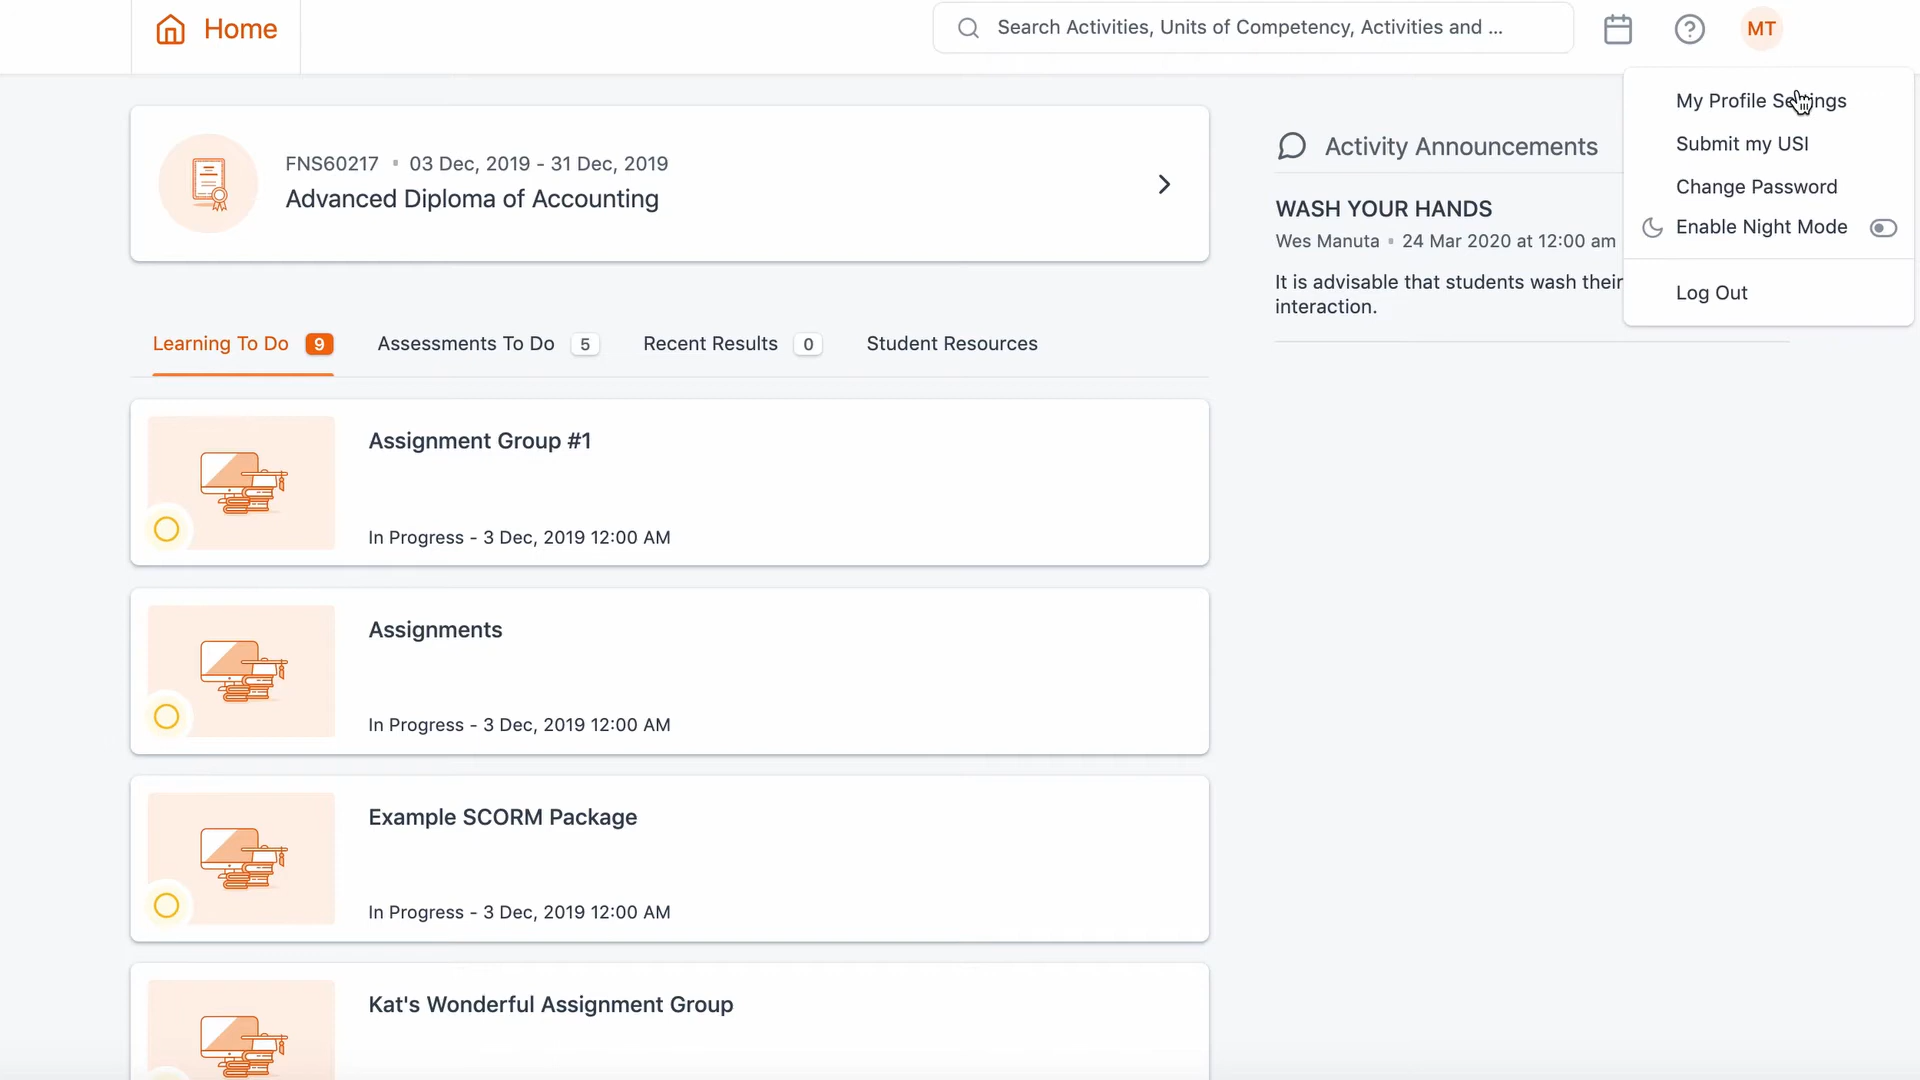 Home
Search Activities, Units of Competency, Activities and ...
MT
My Profile Settings
Submit my USI
Change Password
Enable Night Mode
Log Out
FNS60217 • 03 Dec, 2019 - 31 Dec, 2019
Advanced Diploma of Accounting
Activity Announcements
WASH YOUR HANDS
Wes Manuta • 24 Mar 2020 at 12:00 am
It is advisable that students wash their
interaction.
Learning To Do 9
Assessments To Do 5
Recent Results 0
Student Resources
Assignment Group #1
In Progress - 3 Dec, 2019 12:00 AM
Assignments
In Progress - 3 Dec, 2019 12:00 AM
Example SCORM Package
In Progress - 3 Dec, 2019 12:00 AM
Kat's Wonderful Assignment Group